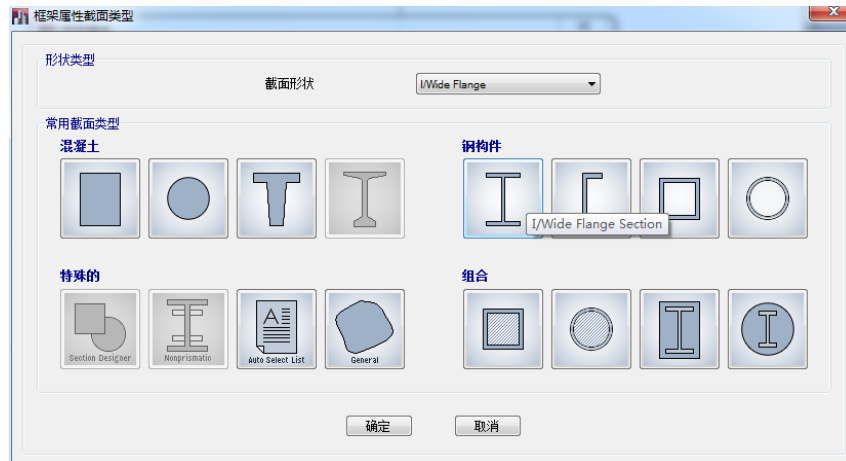 框架属性截面类型
形状类型
截面形状
I/Wide Flange
常用截面类型
混凝土
钢构件
I/Wide Flange Section
特殊的
组合
Section Designer
Nonprismatic
Auto Select List
General
确定
取消